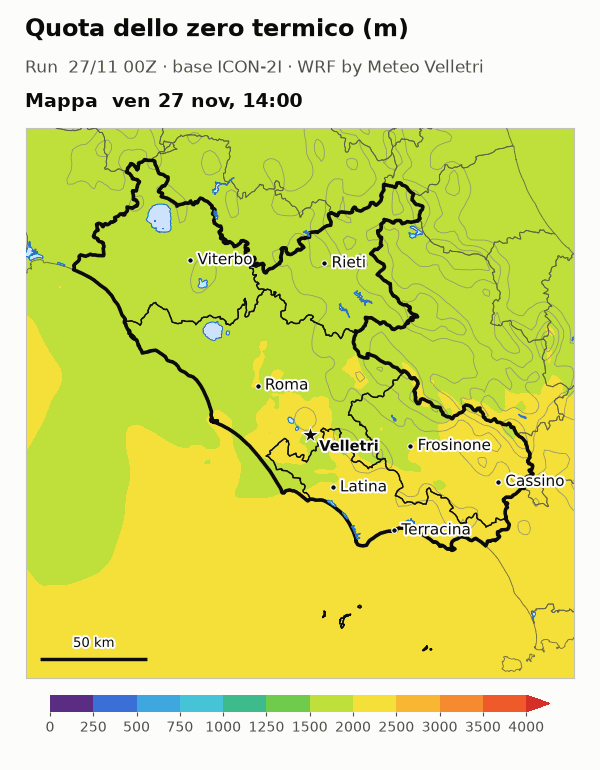 Quota dello zero termico (m)
Run 27/11 00Z · base ICON-2I · WRF by Meteo Velletri
Mappa ven 27 nov, 14:00
Viterbo
Rieti
Roma
Velletri
Frosinone
Cassino
Latina
Terracina
50 km
0 250 500 750 1000 1250 1500 2000 2500 3000 3500 4000